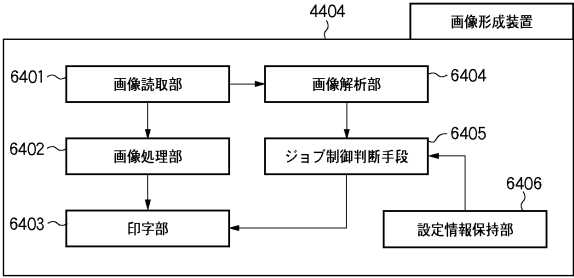 4404
画像形成装置
6401
画像読取部
画像解析部
6404
6402
画像処理部
ジョブ制御判断手段
6405
6403
印字部
6406
設定情報保持部